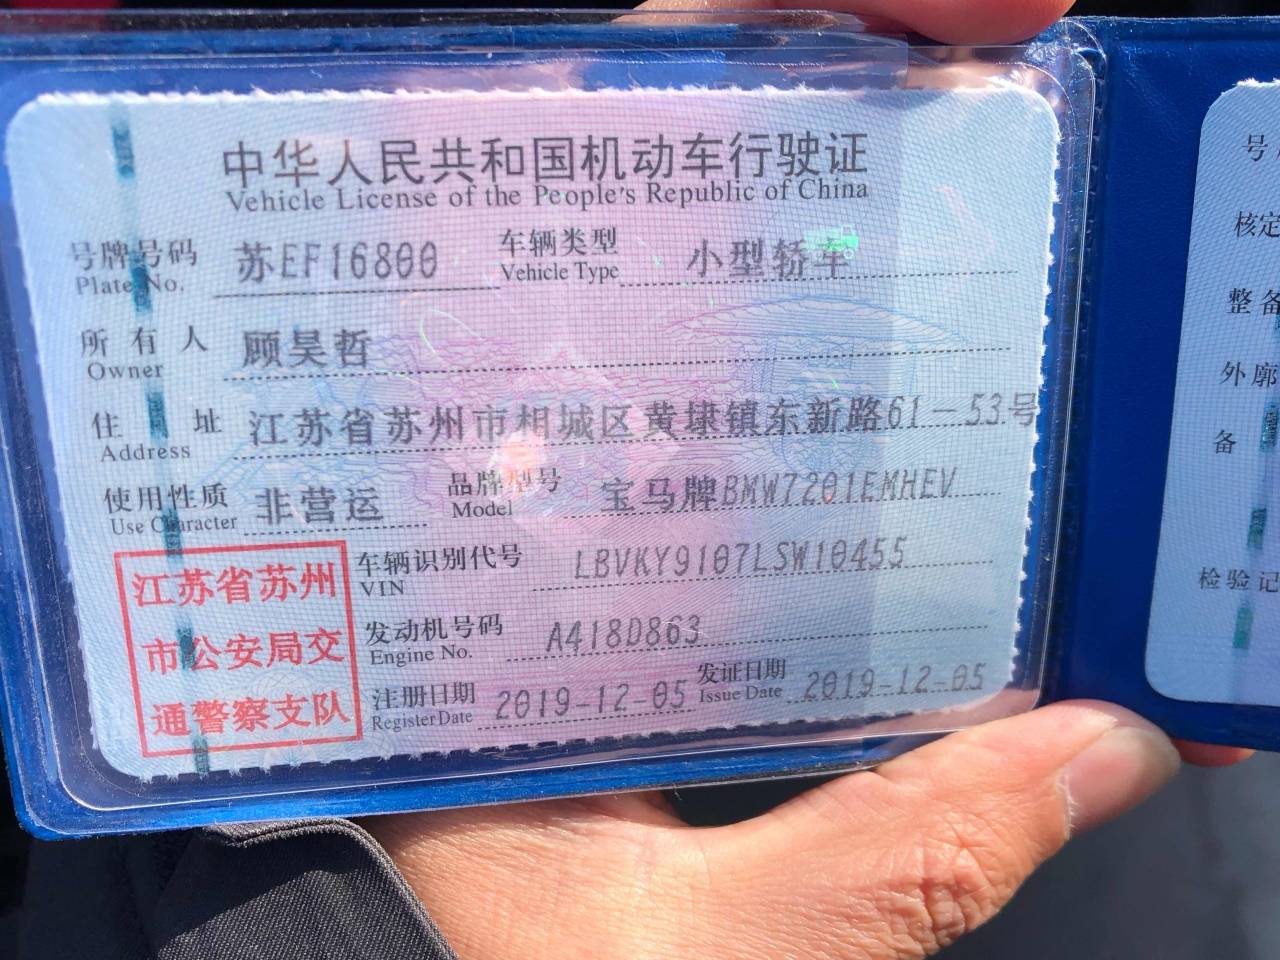 中华人民共和国机动车行驶证
Vehicle License of the People's Republic of China
号牌号码 苏EF16800 车辆类型 小型轿车
Plate No. Vehicle Type
所有人 顾昊哲
Owner
住址 江苏省苏州市相城区黄埭镇东新路61-53号
Address
使用性质 非营运 品牌型号 宝马牌BMW7201EMHEV
Use Character Model
车辆识别代号 LBVKY9107LSW10455
VIN
发动机号码 A418D863
Engine No.
注册日期 2019-12-05 发证日期 2019-12-05
Register Date Issue Date
江苏省苏州
市公安局交
通警察支队
号
核定
整备
外廓
备
检验记